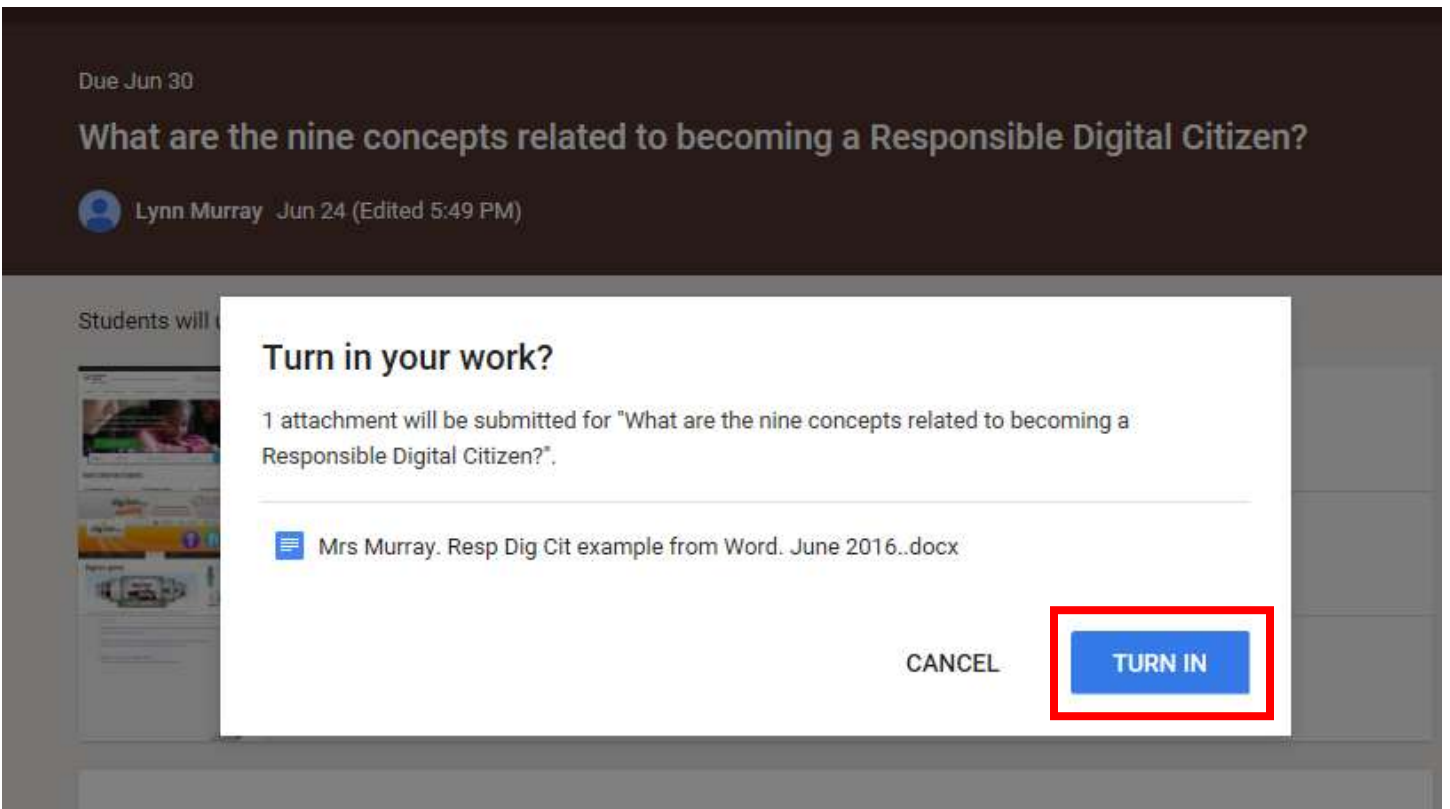 Due Jun 30
What are the nine concepts related to becoming a Responsible Digital Citizen?
Lynn Murray Jun 24 (Edited 5:49 PM)
Students will
Turn in your work?
1 attachment will be submitted for "What are the nine concepts related to becoming a
Responsible Digital Citizen?".
Mrs Murray. Resp Dig Cit example from Word. June 2016..docx
CANCEL
TURN IN